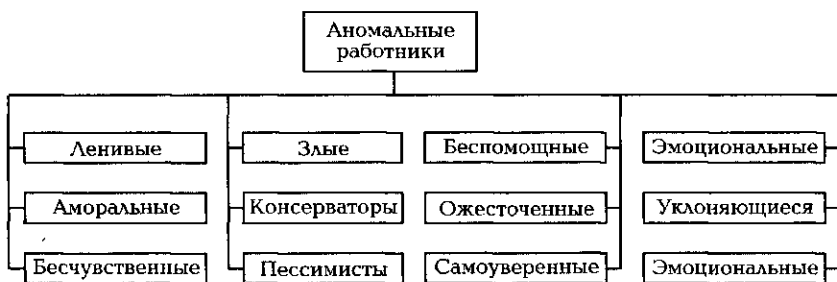 Аномальные
работники
Ленивые
Злые
Беспомощные
Эмоциональные
Аморальные
Консерваторы
Ожесточенные
Уклоняющиеся
Бесчувственные
Пессимисты
Самоуверенные
Эмоциональные